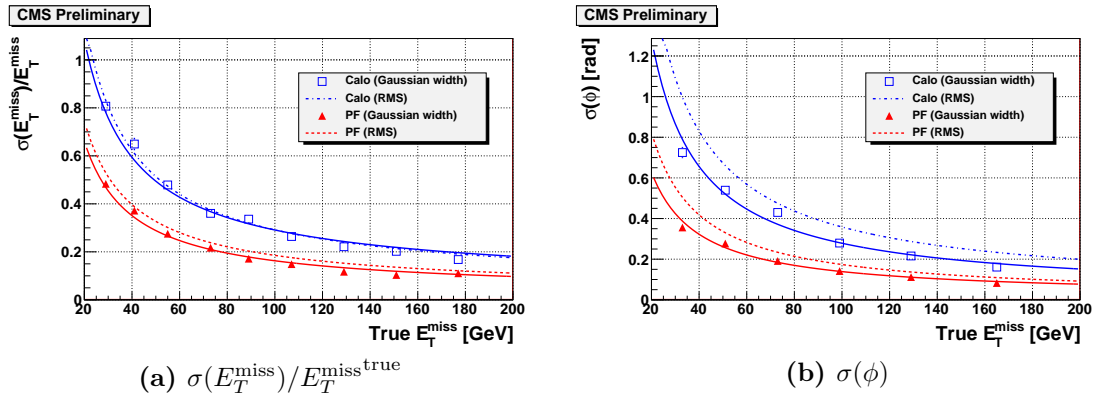 CMS Preliminary
σ(E_T^miss)/E_T^miss
1
0.8
0.6
0.4
0.2
0
20 40 60 80 100 120 140 160 180 200
True E_T^miss [GeV]
Calo (Gaussian width)
Calo (RMS)
PF (Gaussian width)
PF (RMS)
(a) σ(E_T^miss)/E_T^miss^true
CMS Preliminary
σ(φ) [rad]
1.2
1
0.8
0.6
0.4
0.2
0
20 40 60 80 100 120 140 160 180 200
True E_T^miss [GeV]
Calo (Gaussian width)
Calo (RMS)
PF (Gaussian width)
PF (RMS)
(b) σ(φ)